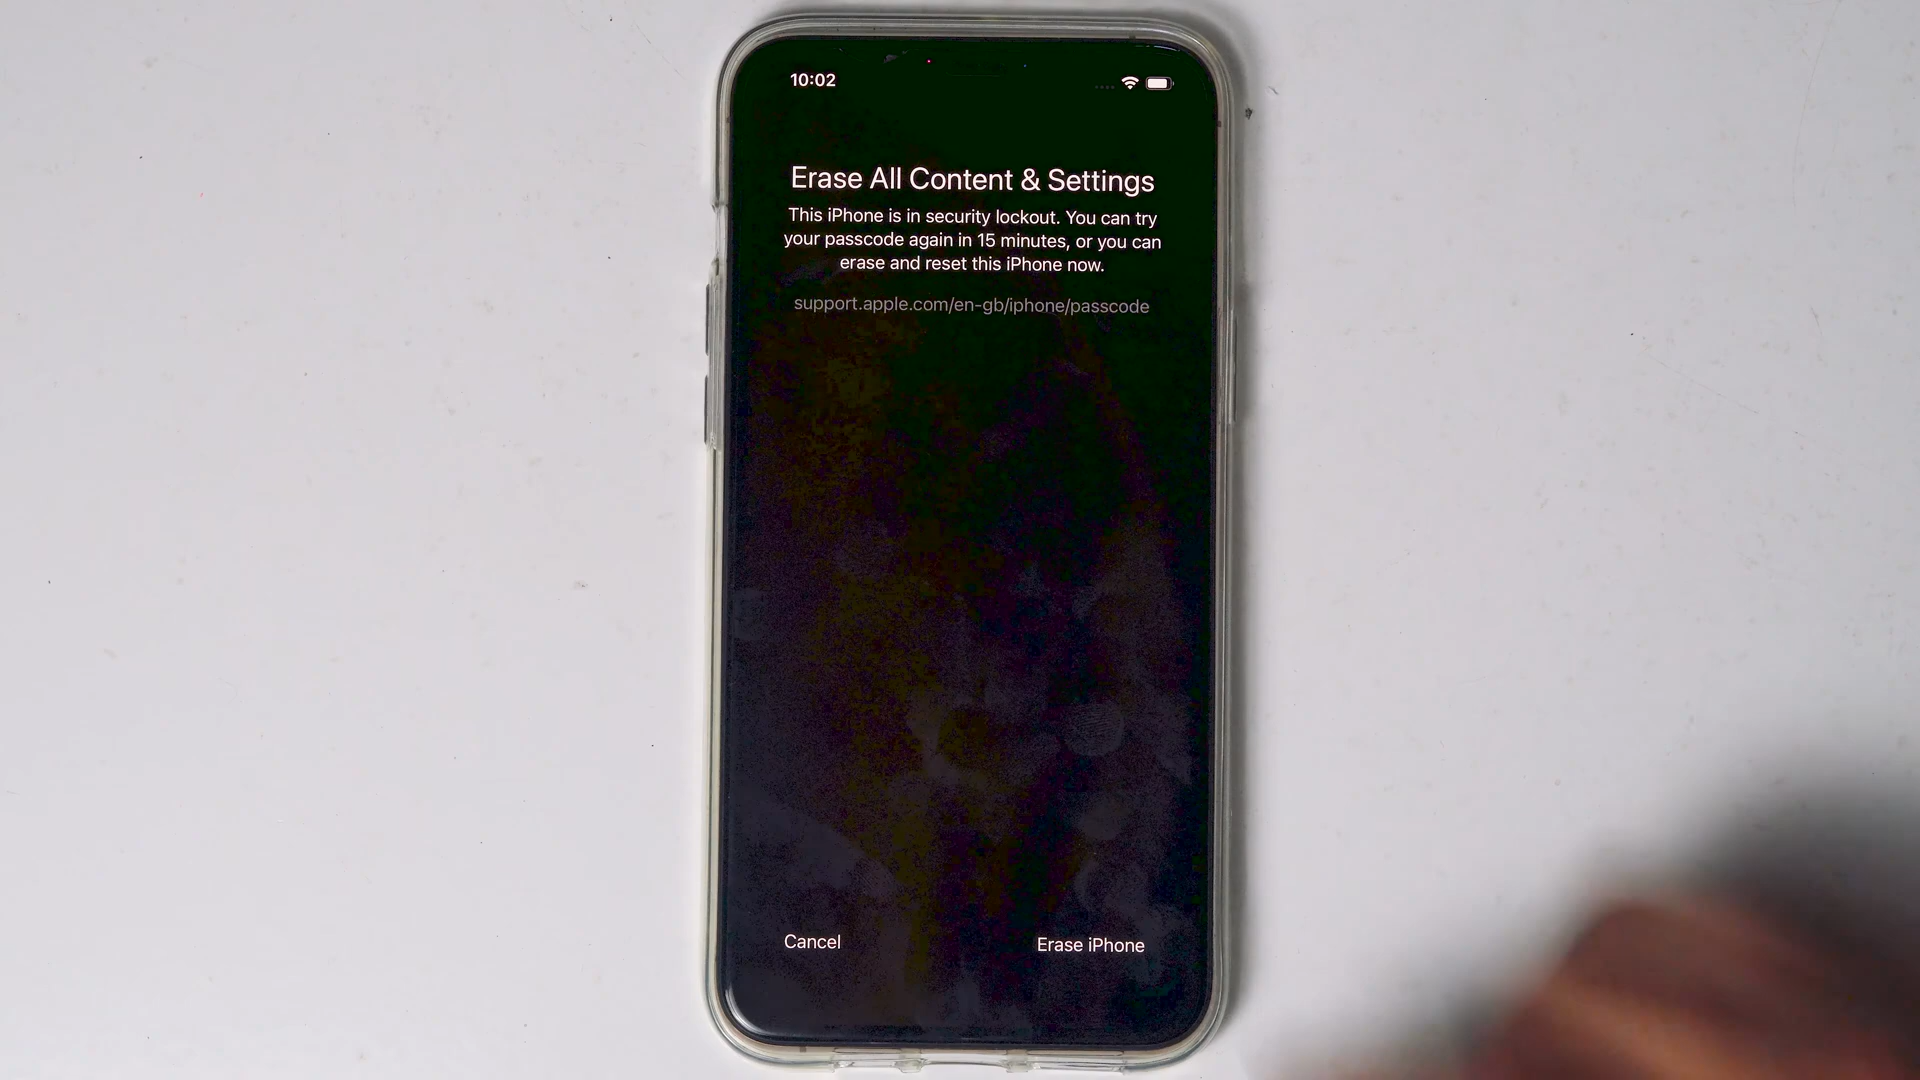 10:02
Erase All Content & Settings
This iPhone is in security lockout. You can try
your passcode again in 15 minutes, or you can
erase and reset this iPhone now.
support.apple.com/en-gb/iphone/passcode
Cancel
Erase iPhone